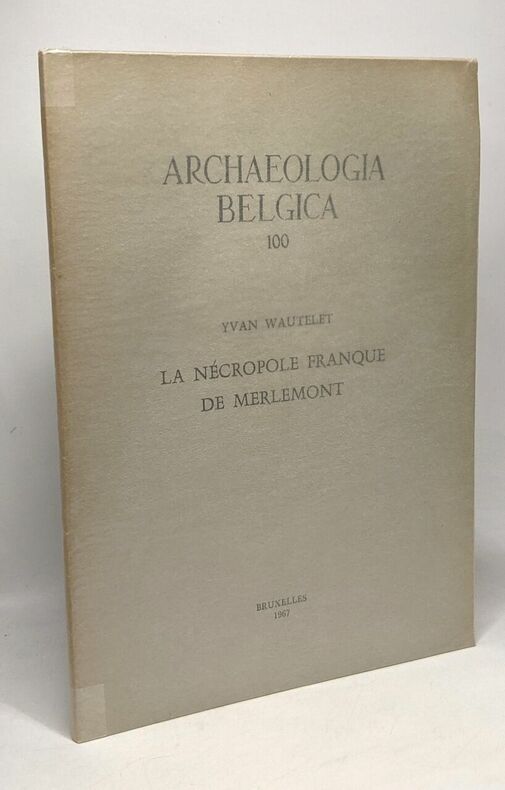 ARCHAEOLOGIA
BELGICA
100
YVAN WAUTELET
LA NÉCROPOLE FRANQUE
DE MERLEMONT
BRUXELLES
1967